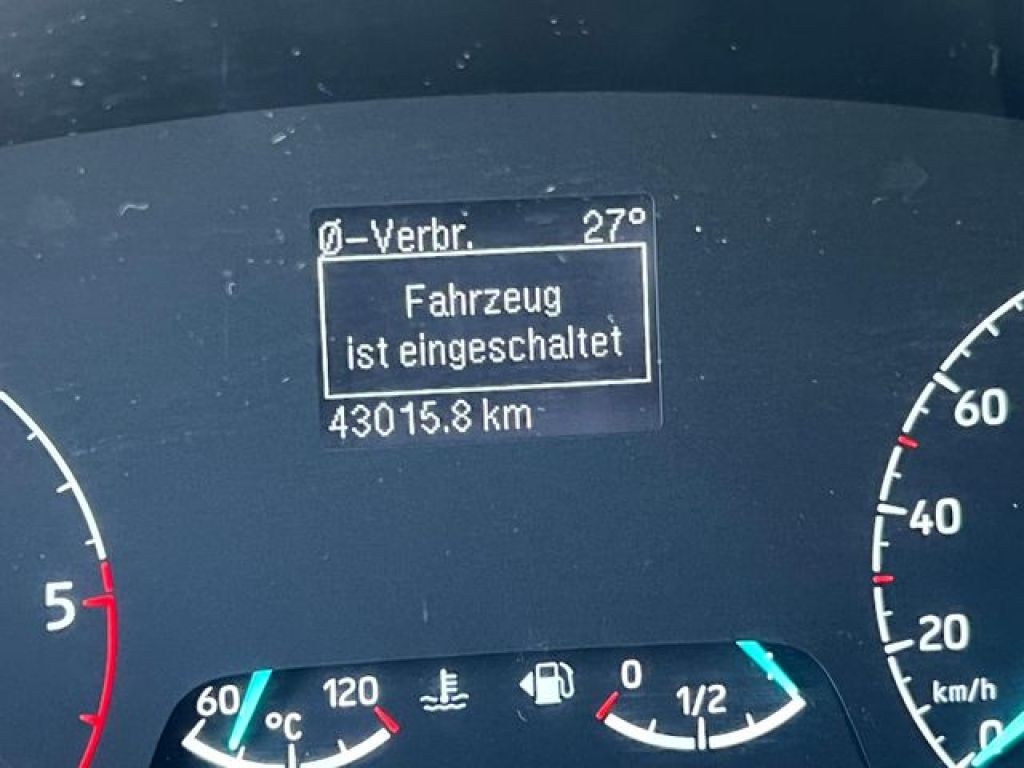 Ø-Verbr. 27°
Fahrzeug
ist eingeschaltet
43015.8 km
60
40
5
20
km/h
0
60
120
°C
0
1/2